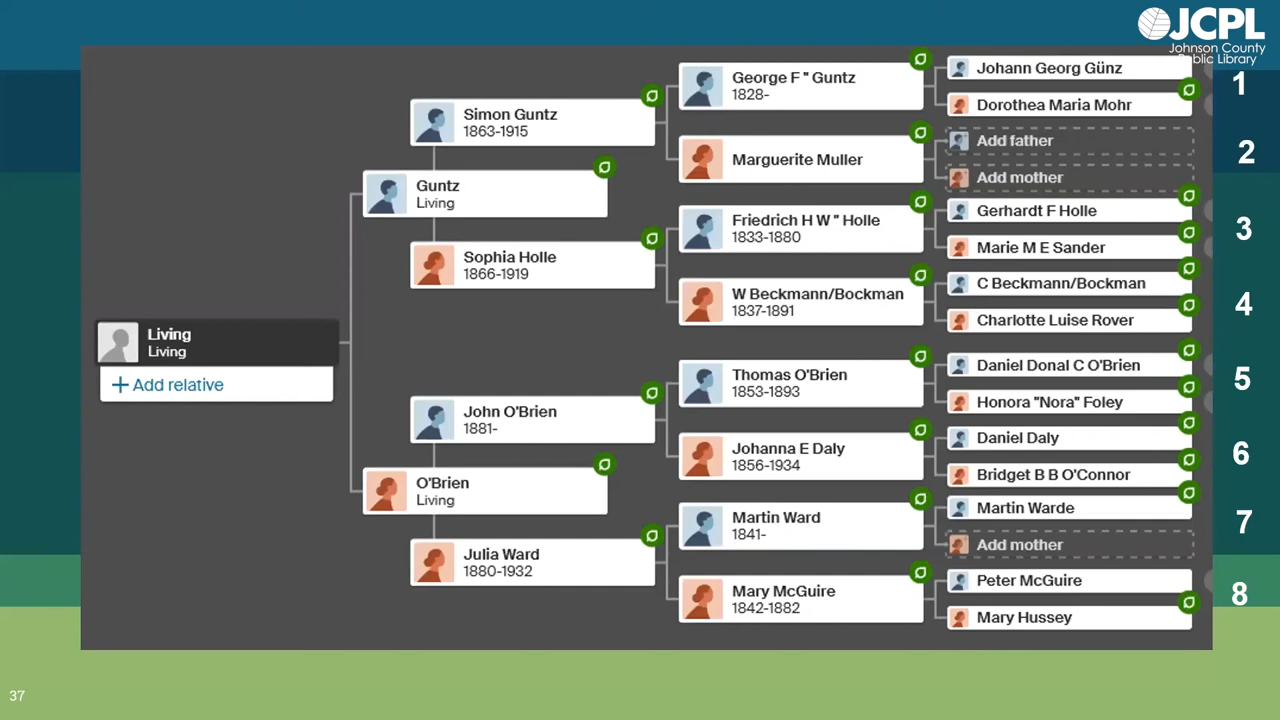 JCPL
Johnson County
Public Library
Living
Living
+ Add relative
Guntz
Living
Simon Guntz
1863-1915
Sophia Holle
1866-1919
O'Brien
Living
John O'Brien
1881-
Julia Ward
1880-1932
George F " Guntz
1828-
Marguerite Muller
Friedrich H W " Holle
1833-1880
W Beckmann/Bockman
1837-1891
Thomas O'Brien
1853-1893
Johanna E Daly
1856-1934
Martin Ward
1841-
Mary McGuire
1842-1882
Johann Georg Günz
Dorothea Maria Mohr
Add father
Add mother
Gerhardt F Holle
Marie M E Sander
C Beckmann/Bockman
Charlotte Luise Rover
Daniel Donal C O'Brien
Honora "Nora" Foley
Daniel Daly
Bridget B B O'Connor
Martin Warde
Add mother
Peter McGuire
Mary Hussey
1
2
3
4
5
6
7
8
37